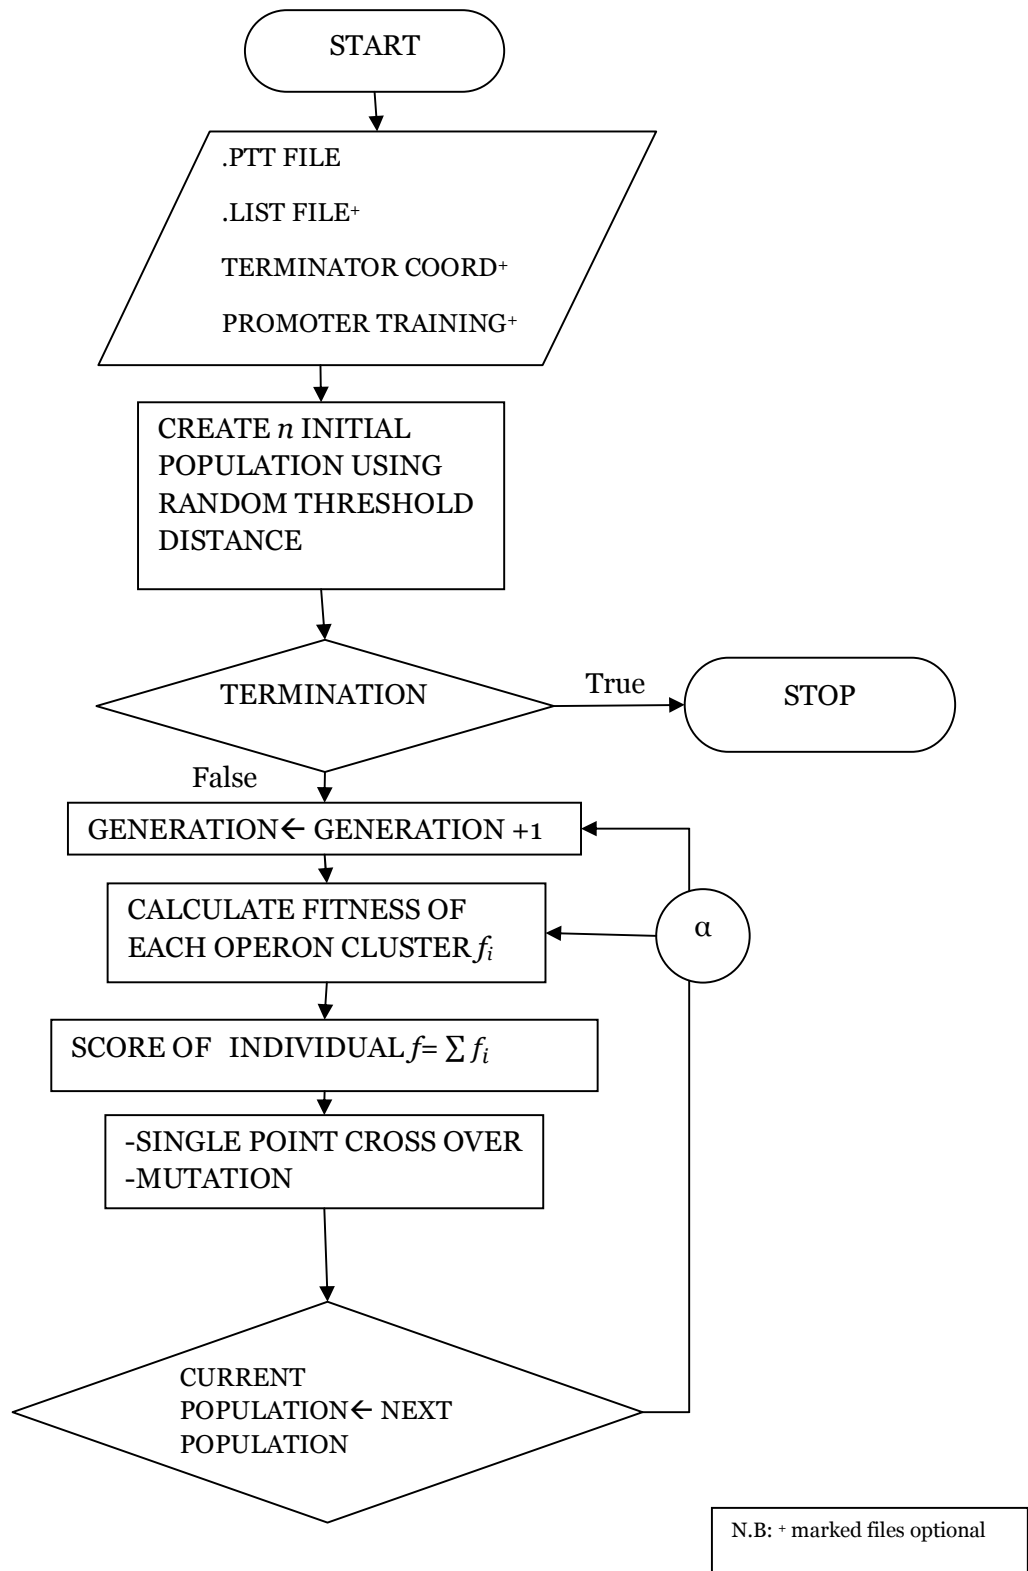 START
.PTT FILE
.LIST FILE⁺
TERMINATOR COORD⁺
PROMOTER TRAINING⁺
CREATE n INITIAL
POPULATION USING
RANDOM THRESHOLD
DISTANCE
TERMINATION
True
STOP
False
GENERATION← GENERATION +1
CALCULATE FITNESS OF
EACH OPERON CLUSTER fᵢ
α
SCORE OF INDIVIDUAL f= ∑ fᵢ
-SINGLE POINT CROSS OVER
-MUTATION
CURRENT
POPULATION← NEXT
POPULATION
N.B: ⁺ marked files optional